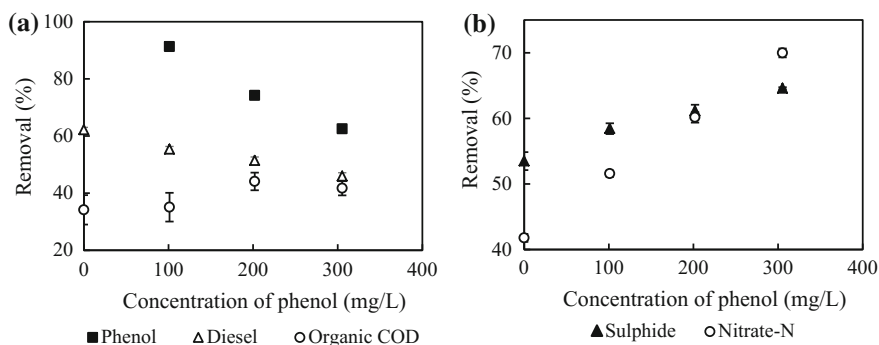 (a)
100
80
60
40
20
Removal (%)
0 100 200 300 400
Concentration of phenol (mg/L)
■Phenol △Diesel ○Organic COD
(b)
70
60
50
40
Removal (%)
0 100 200 300 400
Concentration of phenol (mg/L)
▲Sulphide ○Nitrate-N